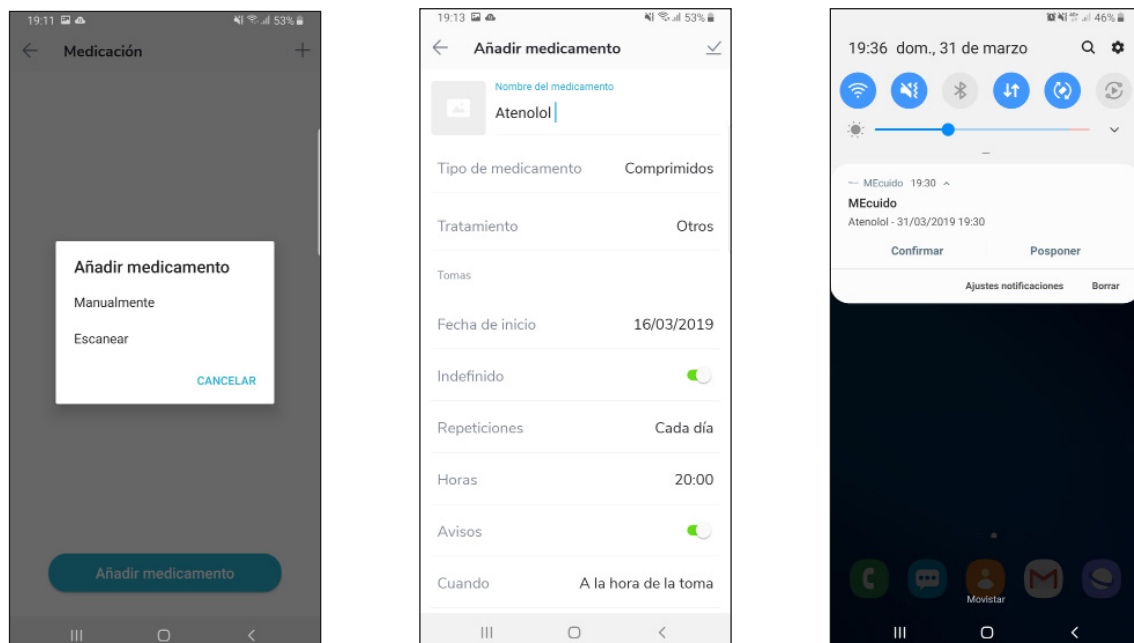 19:11 53%
Medicación
Añadir medicamento
Manualmente
Escanear
CANCELAR
Añadir medicamento
19:13 53%
Añadir medicamento
Nombre del medicamento
Atenolol
Tipo de medicamento Comprimidos
Tratamiento Otros
Tomas
Fecha de inicio 16/03/2019
Indefinido
Repeticiones Cada día
Horas 20:00
Avisos
Cuando A la hora de la toma
46%
19:36 dom., 31 de marzo
MEcuido 19:30
MEcuido
Atenolol - 31/03/2019 19:30
Confirmar Posponer
Ajustes notificaciones Borrar
Movistar